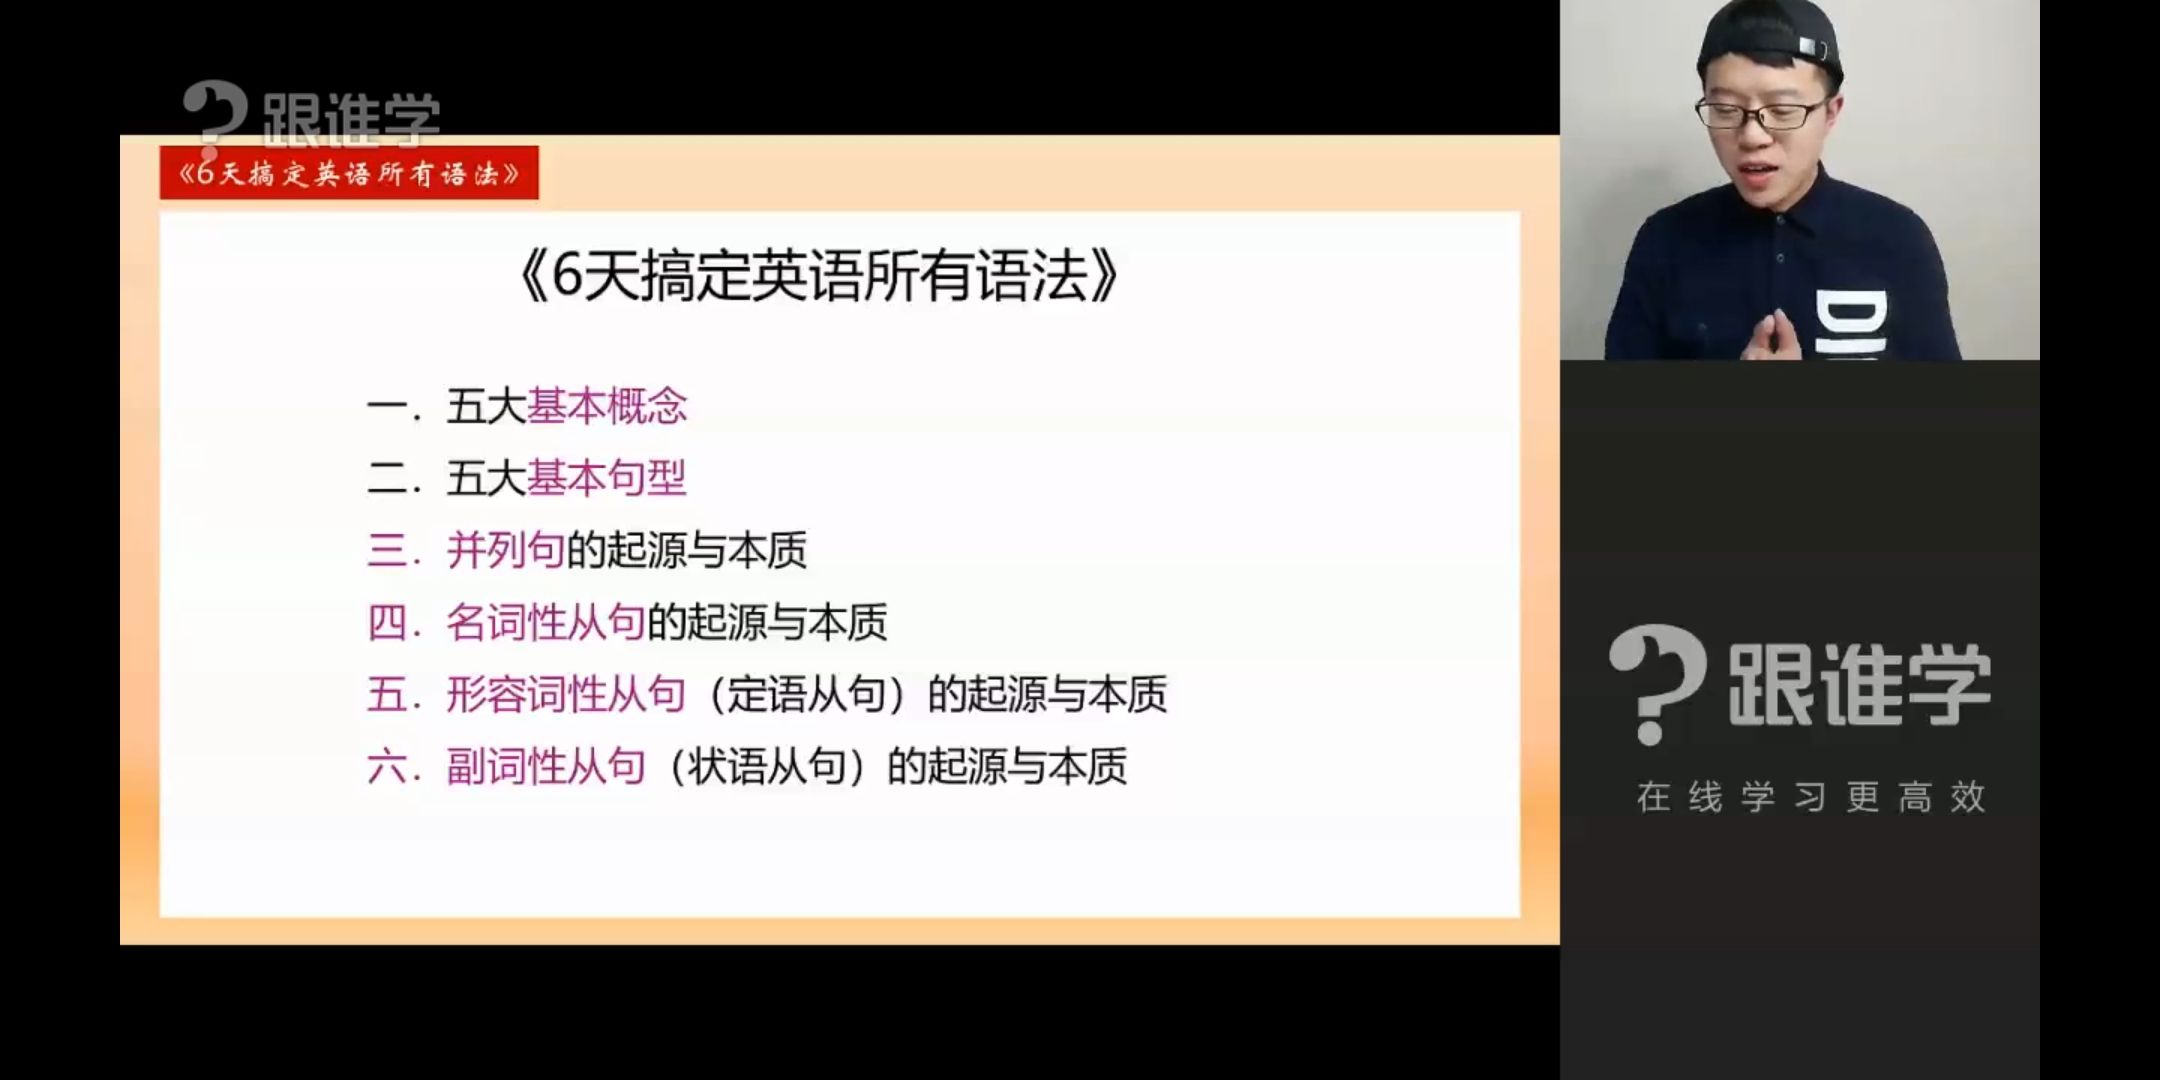 跟谁学
《6天搞定英语所有语法》
《6天搞定英语所有语法》
一．五大基本概念
二．五大基本句型
三．并列句的起源与本质
四．名词性从句的起源与本质
五．形容词性从句（定语从句）的起源与本质
六．副词性从句（状语从句）的起源与本质
跟谁学
在线学习更高效